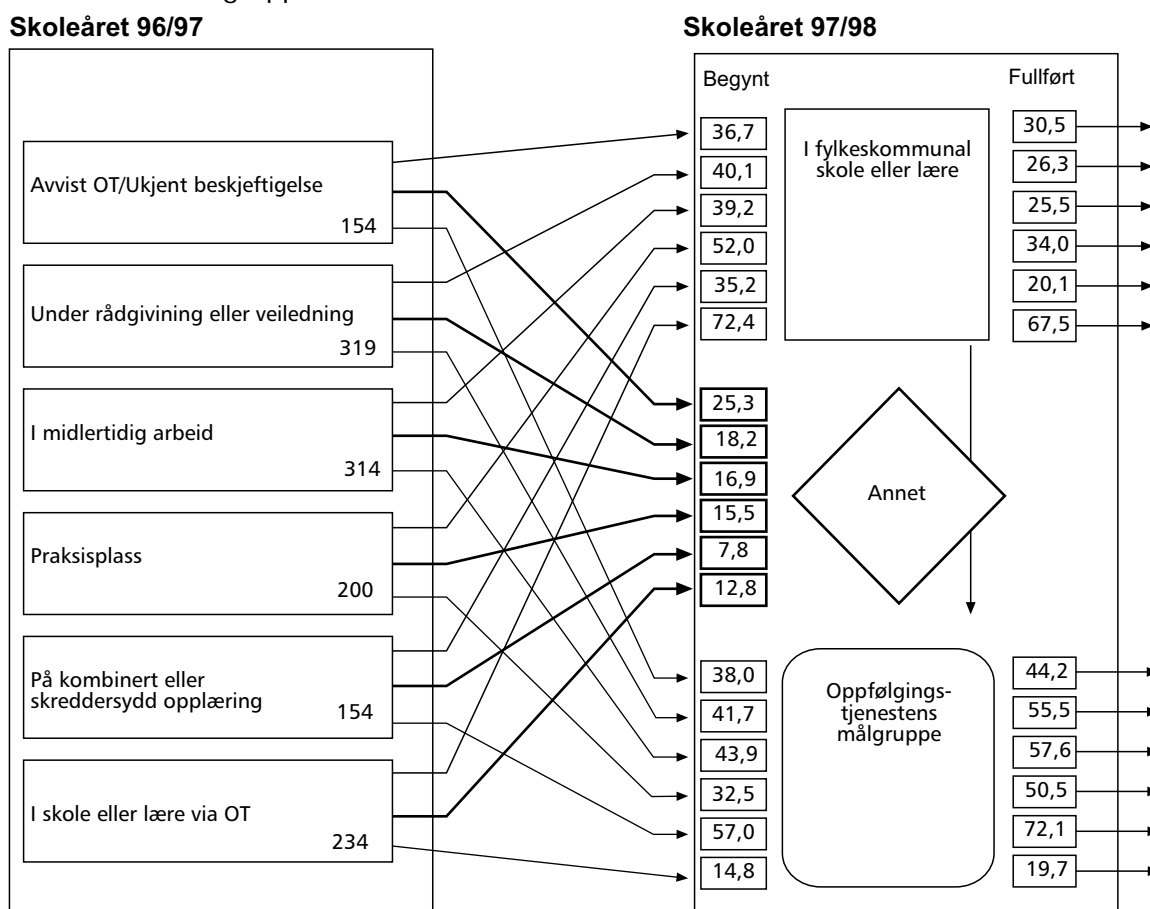 Skoleåret 96/97
Avvist OT/Ukjent beskjeftigelse
154
Under rådgivining eller veiledning
319
I midlertidig arbeid
314
Praksisplass
200
På kombinert eller
skreddersydd opplæring
154
I skole eller lære via OT
234
Skoleåret 97/98
Begynt
Fullført
36,7
40,1
39,2
52,0
35,2
72,4
I fylkeskommunal
skole eller lære
30,5
26,3
25,5
34,0
20,1
67,5
25,3
18,2
16,9
15,5
7,8
12,8
Annet
38,0
41,7
43,9
32,5
57,0
14,8
Oppfølgings-
tjenestens
målgruppe
44,2
55,5
57,6
50,5
72,1
19,7